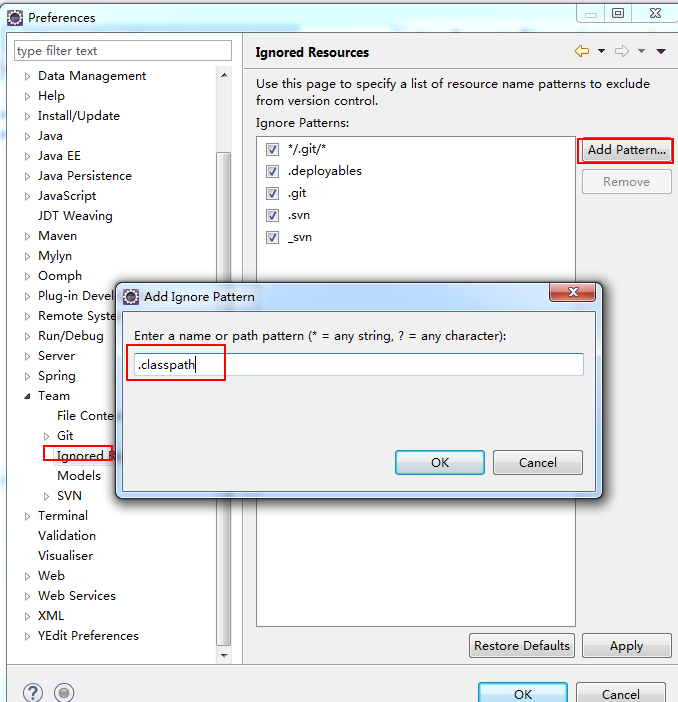 Preferences
type filter text
Data Management
Help
Install/Update
Java
Java EE
Java Persistence
JavaScript
JDT Weaving
Maven
Mylyn
Oomph
Plug-in Devel
Remote Syste
Run/Debug
Server
Spring
Team
File Conte
Git
Ignored R
Models
SVN
Terminal
Validation
Visualiser
Web
Web Services
XML
YEdit Preferences
Ignored Resources
Use this page to specify a list of resource name patterns to exclude
from version control.
Ignore Patterns:
*/.git/*
.deployables
.git
.svn
_svn
Add Pattern...
Remove
Add Ignore Pattern
Enter a name or path pattern (* = any string, ? = any character):
.classpath
OK
Cancel
Restore Defaults
Apply
?
OK
Cancel